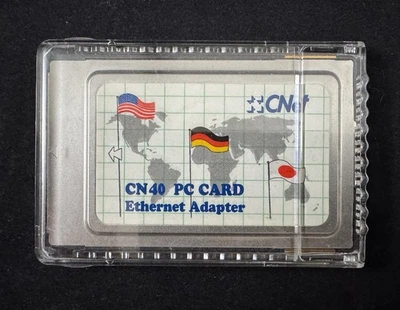 CNet
CN40 PC CARD
Ethernet Adapter